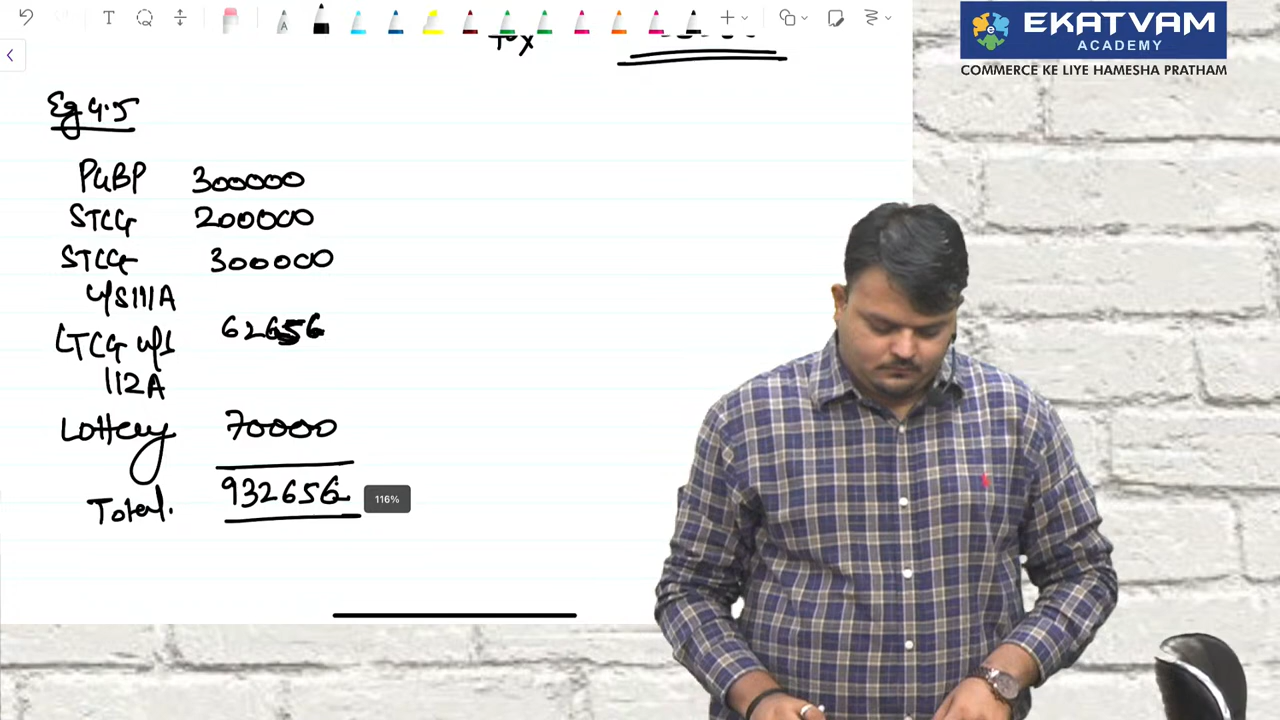 EKATVAM
ACADEMY
COMMERCE KE LIYE HAMESHA PRATHAM
Tax
Eg 4.5
PGBP 300000
STCG 200000
STCG 300000
u/s 111A
LTCG u/s 62656
112A
Lottery 70000
Total. 932656
116%